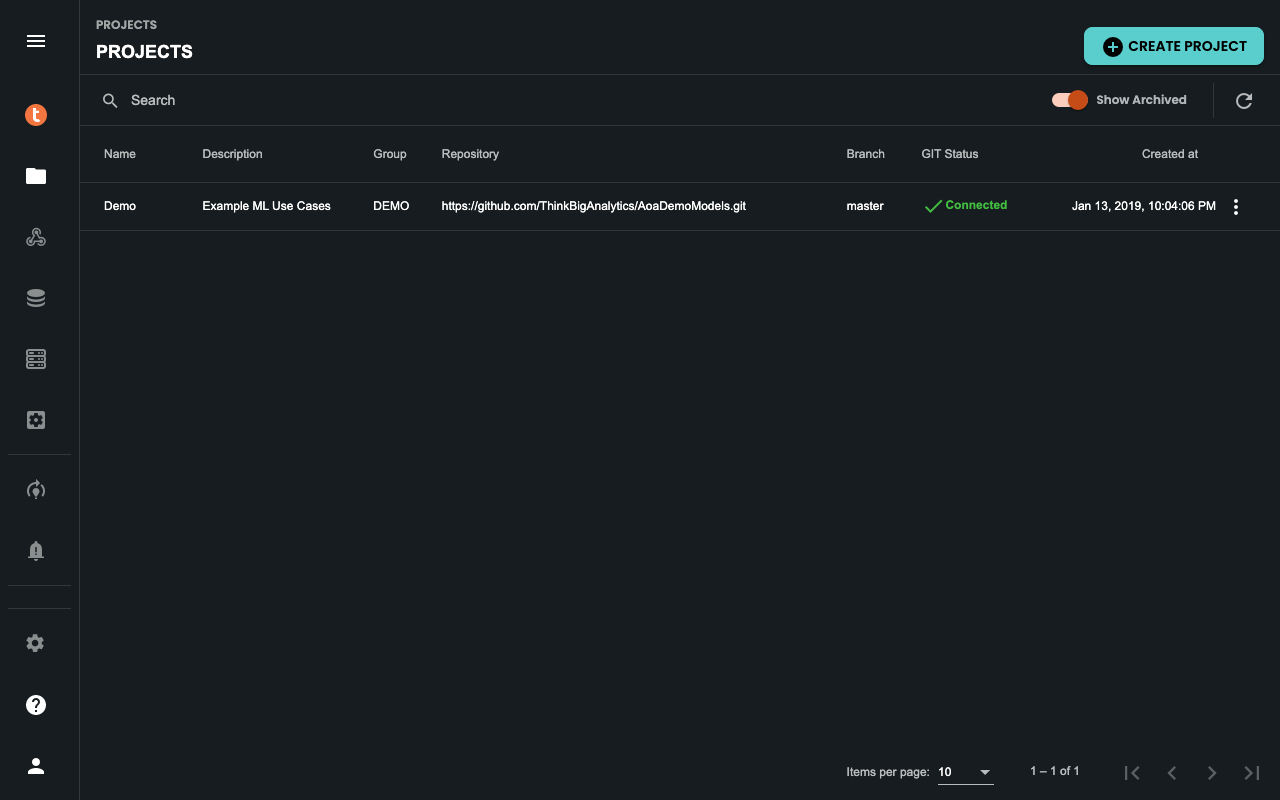 PROJECTS
PROJECTS
CREATE PROJECT
Search
Show Archived
Name Description Group Repository Branch GIT Status Created at
Demo Example ML Use Cases DEMO https://github.com/ThinkBigAnalytics/AoaDemoModels.git master Connected Jan 13, 2019, 10:04:06 PM
Items per page: 10 1 – 1 of 1